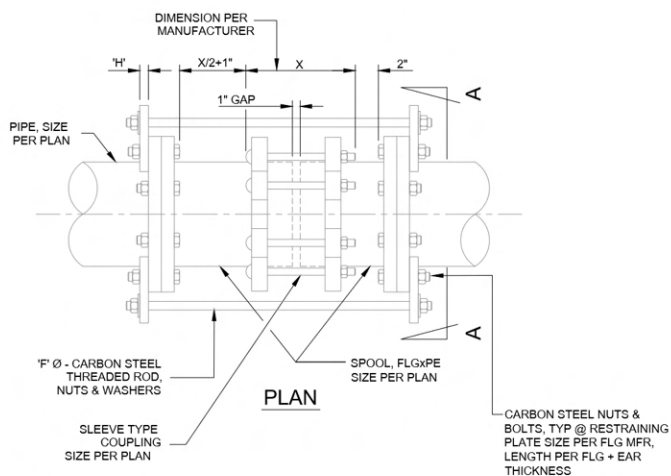 DIMENSION PER
MANUFACTURER
'H'
X/2+1"
X
2"
1" GAP
A
PIPE, SIZE
PER PLAN
A
'F' Ø - CARBON STEEL
THREADED ROD,
NUTS & WASHERS
SPOOL, FLGxPE
SIZE PER PLAN
PLAN
SLEEVE TYPE
COUPLING
SIZE PER PLAN
CARBON STEEL NUTS &
BOLTS, TYP @ RESTRAINING
PLATE SIZE PER FLG MFR,
LENGTH PER FLG + EAR
THICKNESS